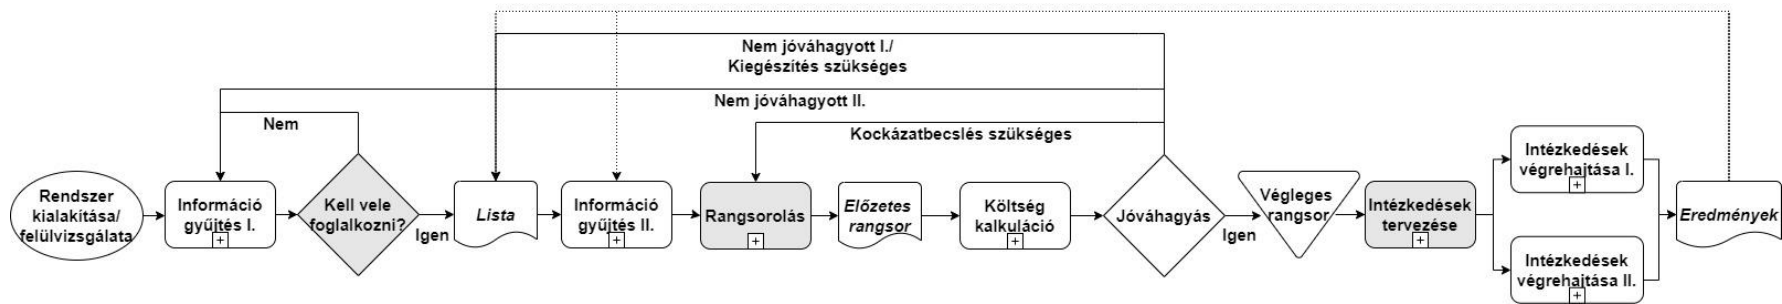 Nem jóváhagyott I./
Kiegészítés szükséges
Nem jóváhagyott II.
Nem
Kockázatbecslés szükséges
Rendszer
kialakítása/
felülvizsgálata
Információ
gyűjtés I.
Kell vele
foglalkozni?
Igen
Lista
Információ
gyűjtés II.
Rangsorolás
Előzetes
rangsor
Költség
kalkuláció
Jóváhagyás
Igen
Végleges
rangsor
Intézkedések
tervezése
Intézkedések
végrehajtása I.
Intézkedések
végrehajtása II.
Eredmények